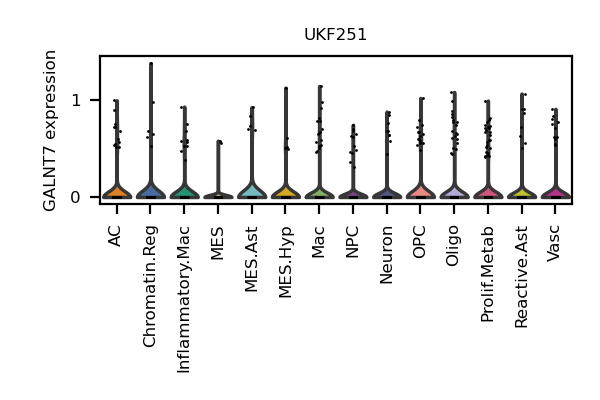 UKF251
GALNT7 expression
1
0
AC
Chromatin.Reg
Inflammatory.Mac
MES
MES.Ast
MES.Hyp
Mac
NPC
Neuron
OPC
Oligo
Prolif.Metab
Reactive.Ast
Vasc